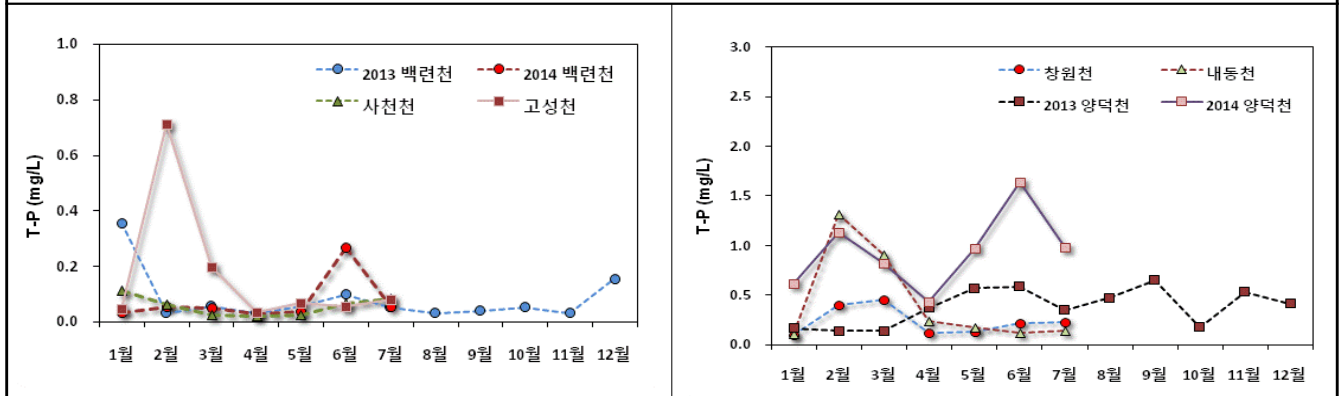 T-P (mg/L)
1.0
0.8
0.6
0.4
0.2
0.0
2013 백련천
2014 백련천
사천천
고성천
1월 2월 3월 4월 5월 6월 7월 8월 9월 10월 11월 12월
T-P (mg/L)
3.0
2.5
2.0
1.5
1.0
0.5
0.0
창원천
내동천
2013 양덕천
2014 양덕천
1월 2월 3월 4월 5월 6월 7월 8월 9월 10월 11월 12월